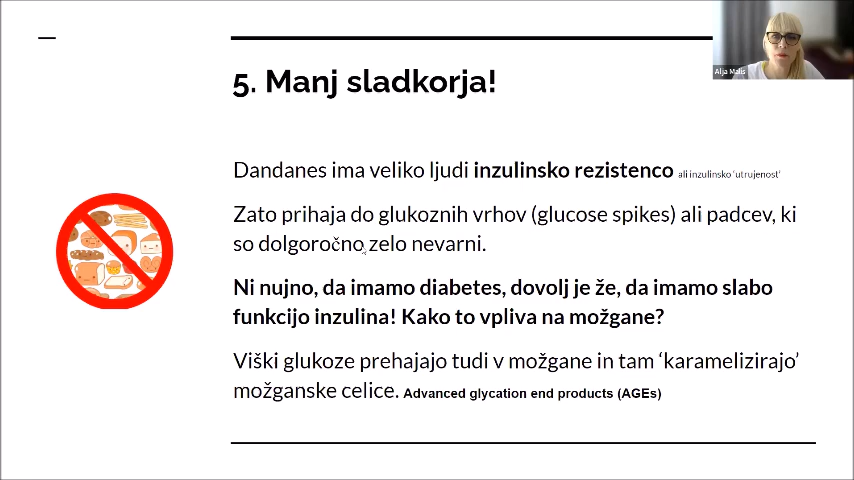 Alja Malis
5. Manj sladkorja!
Dandanes ima veliko ljudi inzulinsko rezistenco ali inzulinsko 'utrujenost'
Zato prihaja do glukoznih vrhov (glucose spikes) ali padcev, ki
so dolgoročno zelo nevarni.
Ni nujno, da imamo diabetes, dovolj je že, da imamo slabo
funkcijo inzulina! Kako to vpliva na možgane?
Viški glukoze prehajajo tudi v možgane in tam ‘karamelizirajo’
možganske celice. Advanced glycation end products (AGEs)